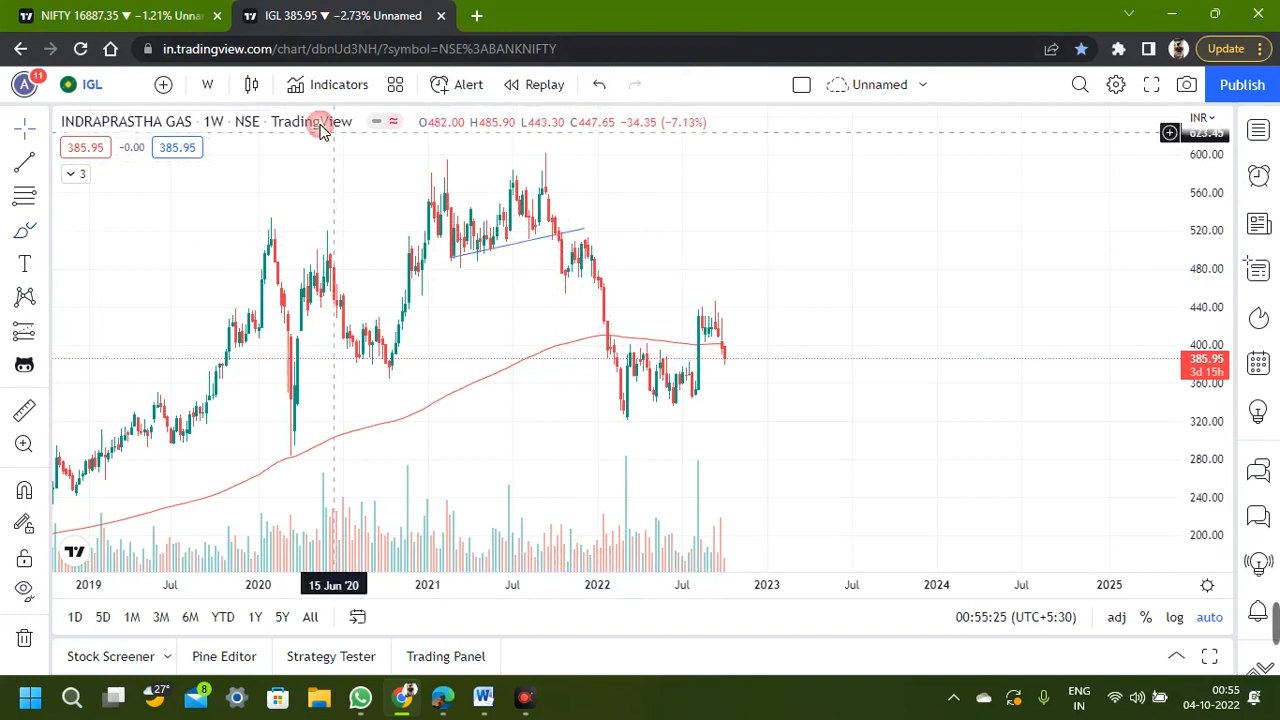 NIFTY 16887.35 ▼ −1.21% Unna
IGL 385.95 ▼ −2.73% Unnamed
in.tradingview.com/chart/dbnUd3NH/?symbol=NSE%3ABANKNIFTY
Update
A 11 IGL W Indicators Alert Replay Unnamed Publish
INDRAPRASTHA GAS · 1W · NSE · TradingView O482.00 H485.90 L443.30 C447.65 −34.35 (−7.13%)
INR
385.95 -0.00 385.95
623.45
3
600.00
560.00
520.00
480.00
440.00
400.00
385.95
3d 15h
360.00
320.00
280.00
240.00
200.00
2019 Jul 2020 15 Jun '20 2021 Jul 2022 Jul 2023 Jul 2024 Jul 2025
1D 5D 1M 3M 6M YTD 1Y 5Y All 00:55:25 (UTC+5:30) adj % log auto
Stock Screener Pine Editor Strategy Tester Trading Panel
27° 8 ENG 00:55
IN 04-10-2022